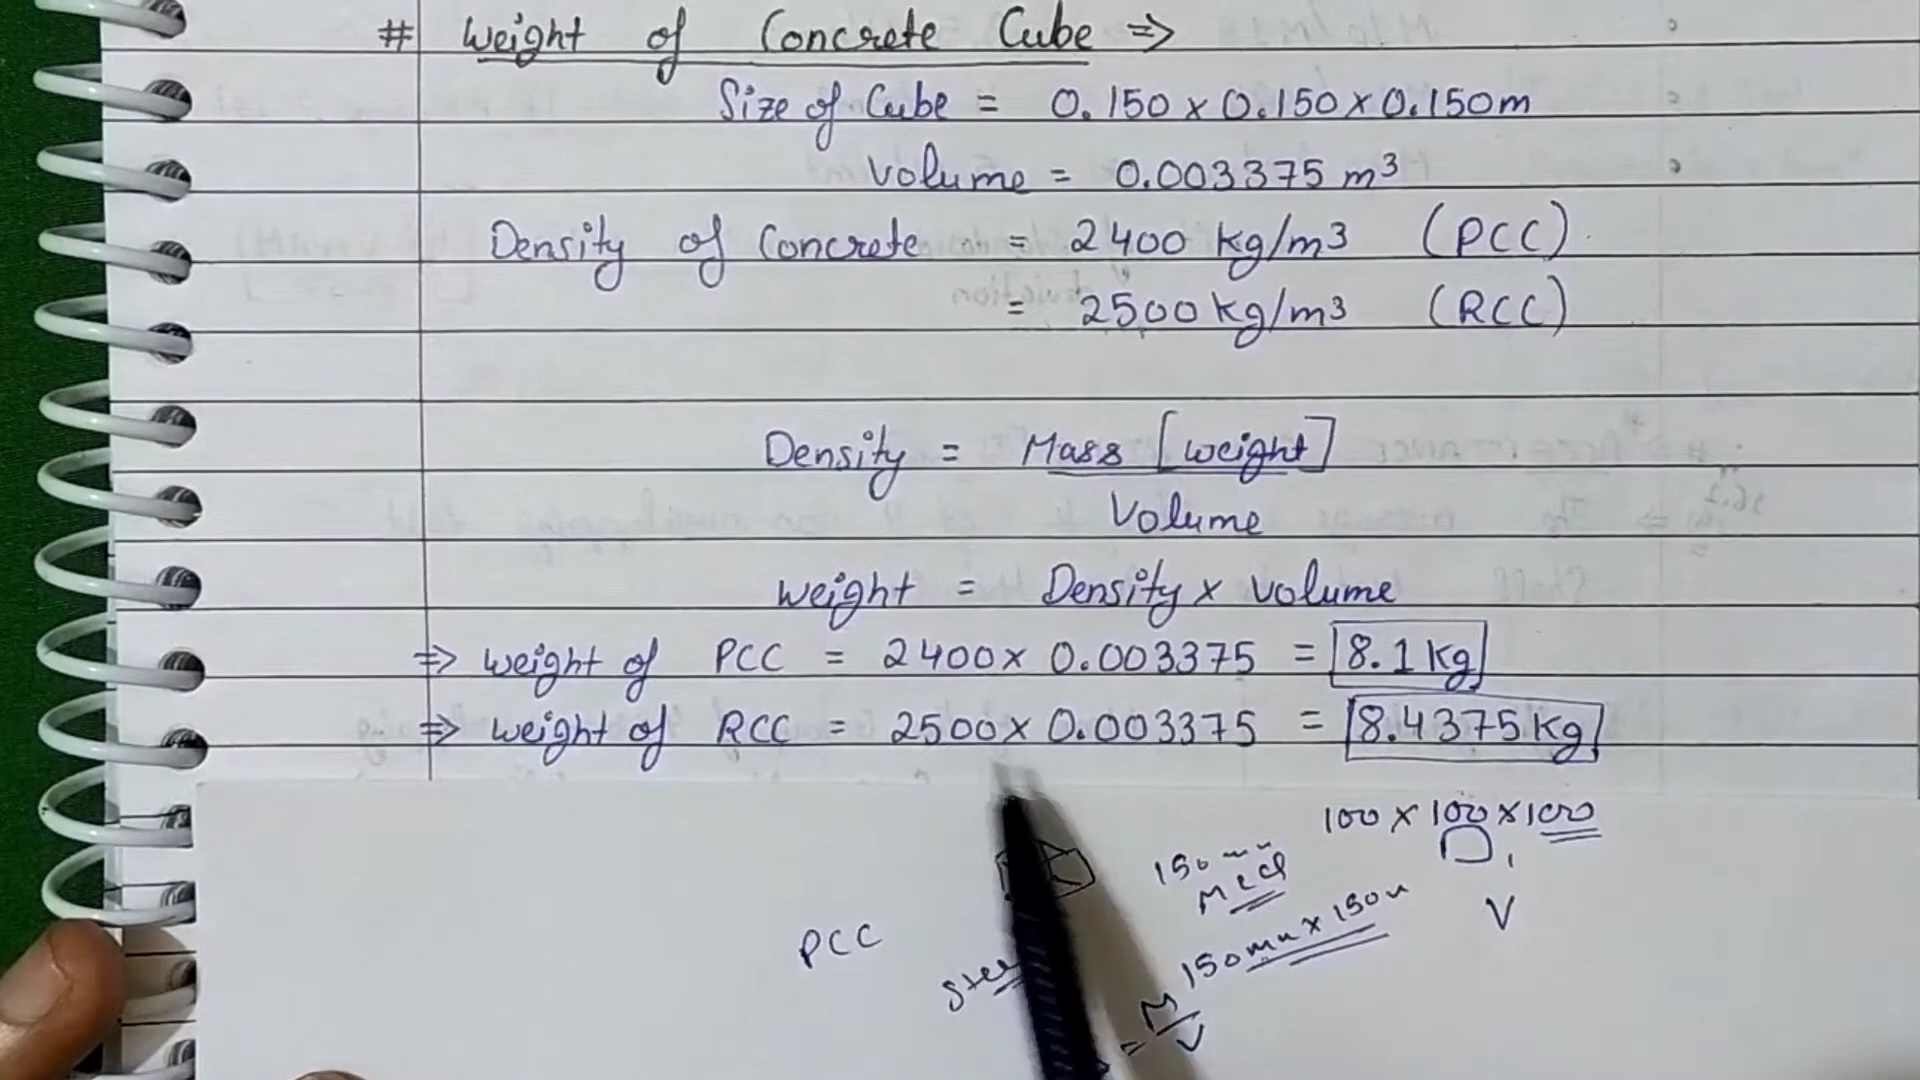 # Weight of Concrete Cube ⇒
Size of Cube = 0.150 x 0.150 x 0.150m
Volume = 0.003375 m³
Density of Concrete = 2400 kg/m³ (PCC)
= 2500 kg/m³ (RCC)
Density = Mass [weight]
Volume
weight = Density x volume
⇒ weight of PCC = 2400 x 0.003375 = 8.1 kg
⇒ weight of RCC = 2500 x 0.003375 = 8.4375 kg
100 x 100 x 100
150
V
PCC
150mm x 150
= M
V